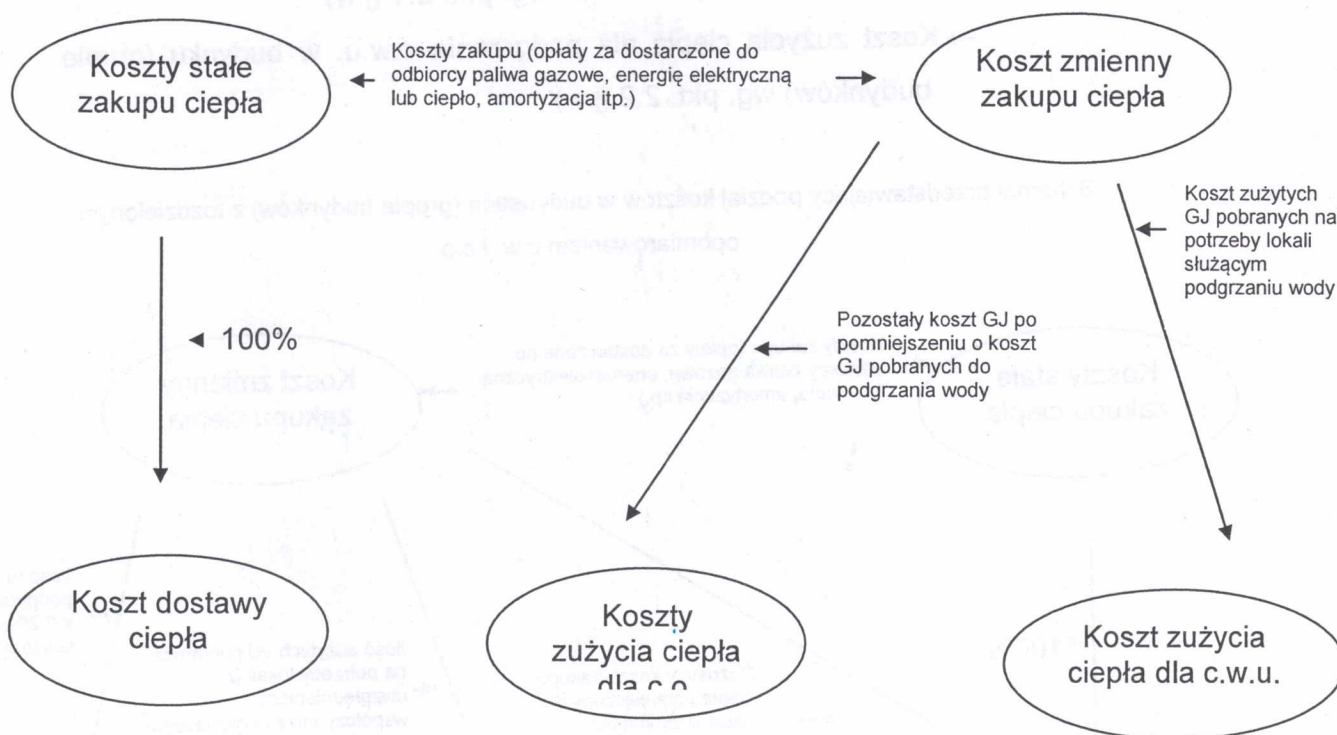 Koszty stałe
zakupu ciepła
Koszty zakupu (opłaty za dostarczone do
odbiorcy paliwa gazowe, energię elektryczną
lub ciepło, amortyzacja itp.)
Koszt zmienny
zakupu ciepła
Koszt zużytych
GJ pobranych na
potrzeby lokali
służącym
podgrzaniu wody
100%
Pozostały koszt GJ po
pomniejszeniu o koszt
GJ pobranych do
podgrzania wody
Koszt dostawy
ciepła
Koszty
zużycia ciepła
dla c.o.
Koszt zużycia
ciepła dla c.w.u.